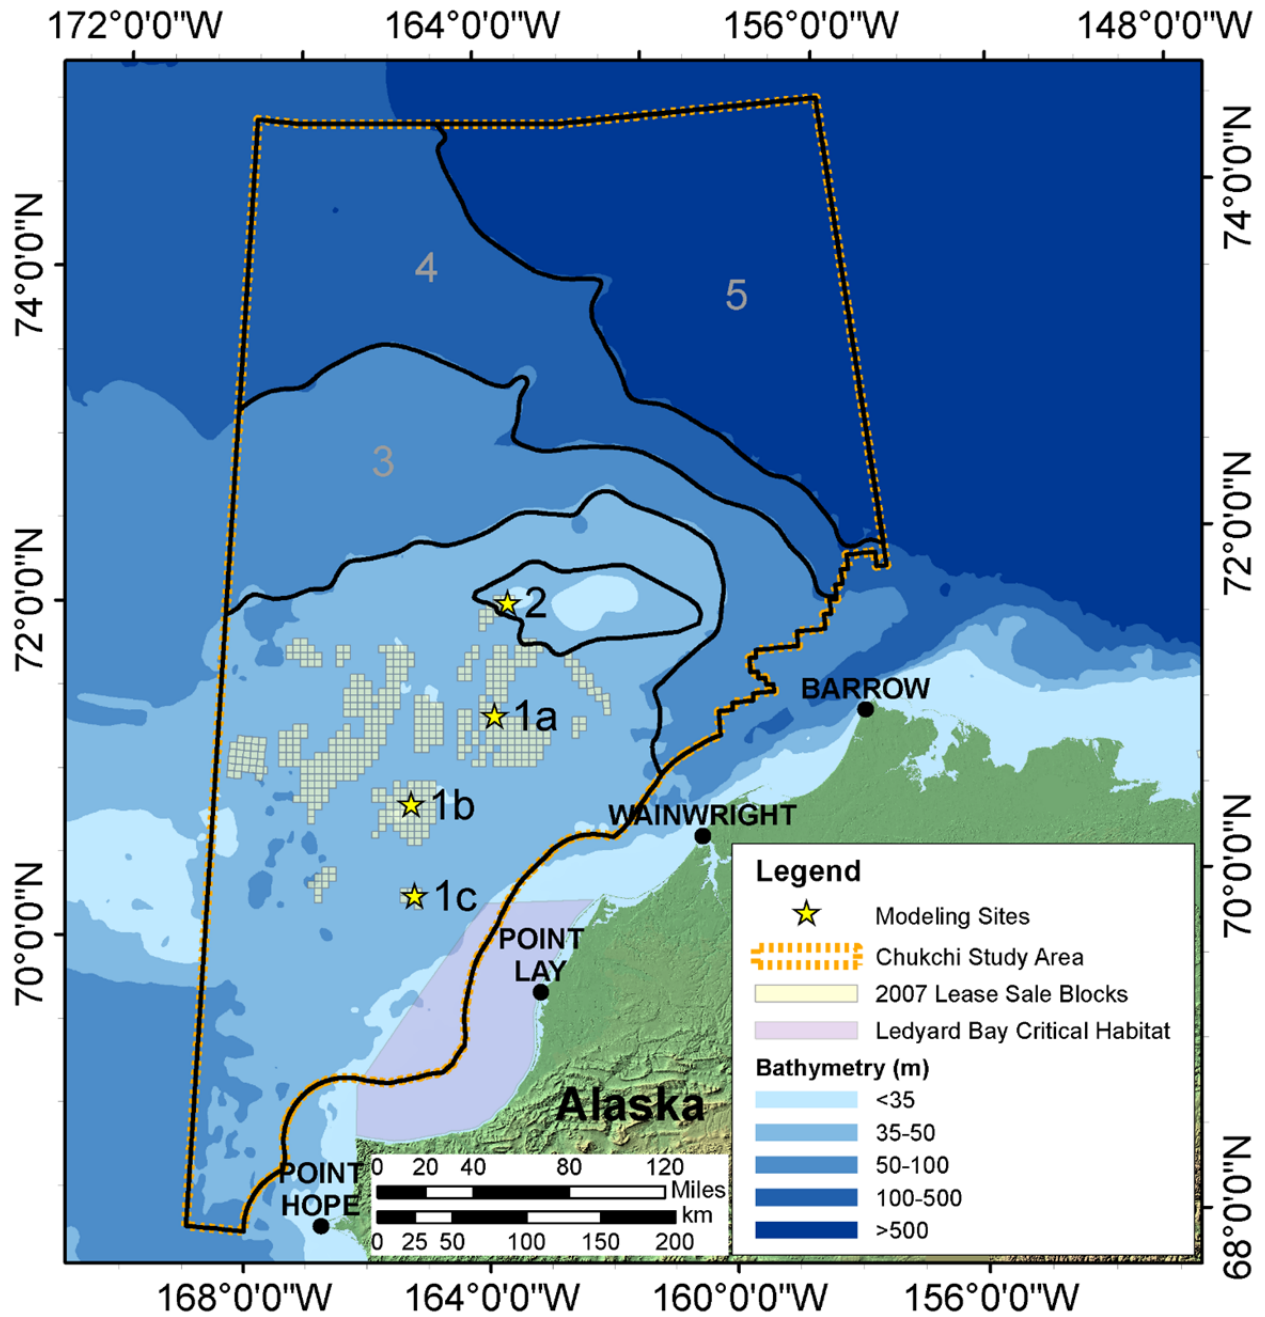 172°0'0"W 164°0'0"W 156°0'0"W 148°0'0"W
74°0'0"N
74°0'0"N
4
5
3
72°0'0"N
72°0'0"N
2
1a
BARROW
1b
WAINWRIGHT
70°0'0"N
70°0'0"N
1c
POINT
LAY
Alaska
POINT
HOPE
68°0'0"N
0 20 40 80 120
Miles
km
0 25 50 100 150 200
Legend
Modeling Sites
Chukchi Study Area
2007 Lease Sale Blocks
Ledyard Bay Critical Habitat
Bathymetry (m)
<35
35-50
50-100
100-500
>500
168°0'0"W 164°0'0"W 160°0'0"W 156°0'0"W